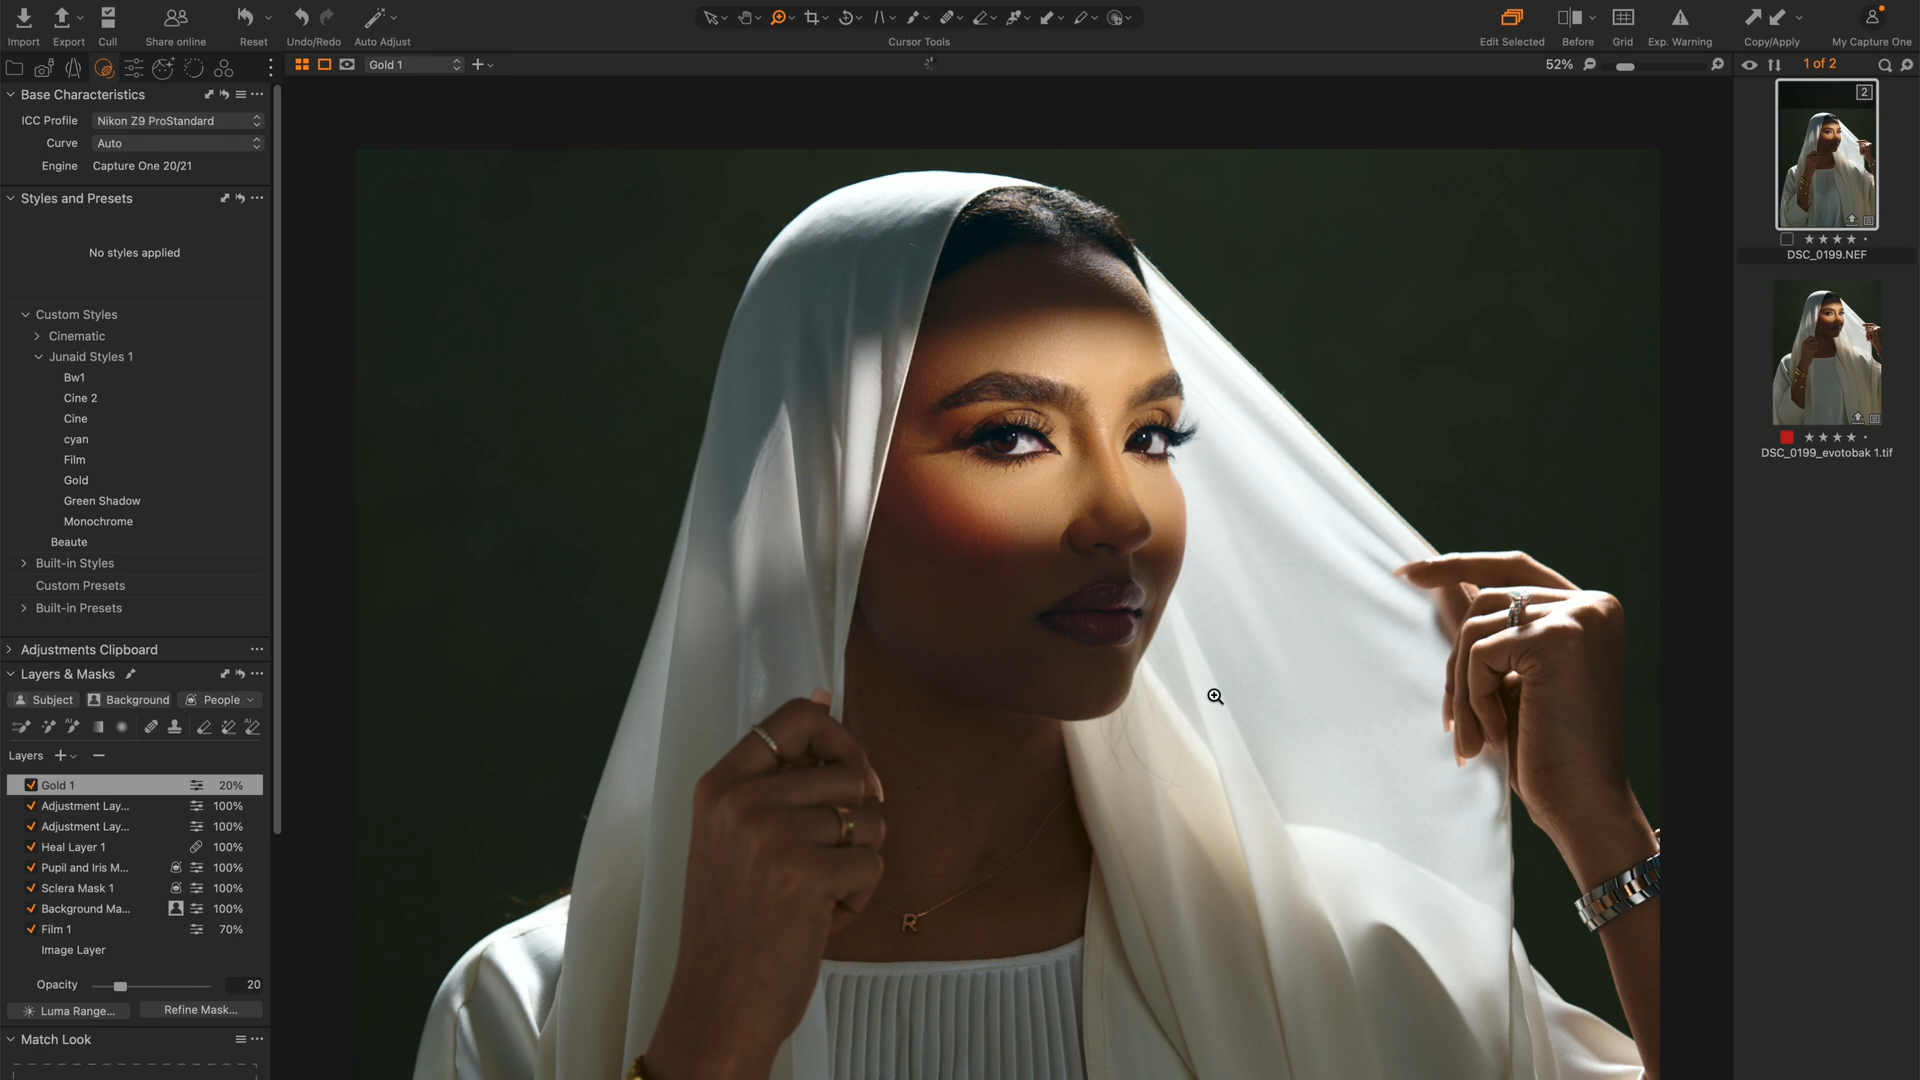 Import
Export
Cull
Share online
Reset
Undo/Redo
Auto Adjust
Cursor Tools
Edit Selected
Before
Grid
Exp. Warning
Copy/Apply
My Capture One
Gold 1
52%
1 of 2
Base Characteristics
ICC Profile Nikon Z9 ProStandard
Curve Auto
Engine Capture One 20/21
Styles and Presets
No styles applied
Custom Styles
Cinematic
Junaid Styles 1
Bw1
Cine 2
Cine
cyan
Film
Gold
Green Shadow
Monochrome
Beaute
Built-in Styles
Custom Presets
Built-in Presets
Adjustments Clipboard
Layers & Masks
Subject Background People
AI AI
Layers
Gold 1 20%
Adjustment Lay... 100%
Adjustment Lay... 100%
Heal Layer 1 100%
Pupil and Iris M... 100%
Sclera Mask 1 100%
Background Ma... 100%
Film 1 70%
Image Layer
Opacity 20
Luma Range... Refine Mask...
Match Look
R
2
DSC_0199.NEF
DSC_0199_evotobak 1.tif